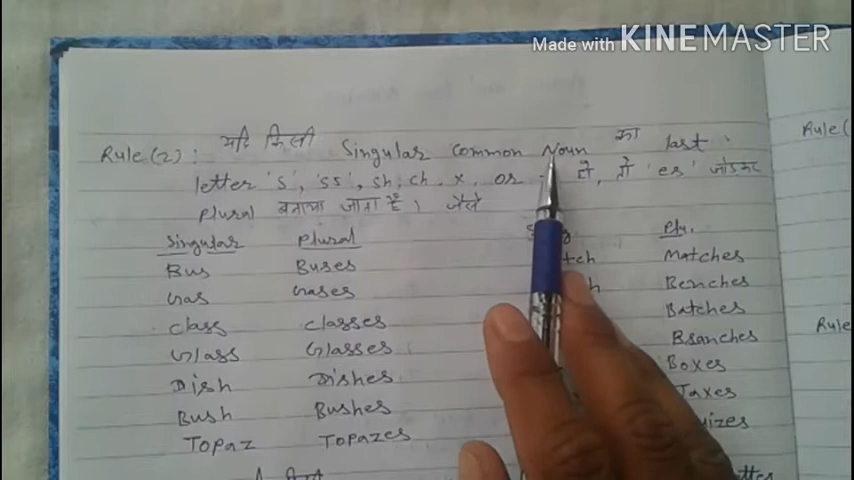 Made with KINEMASTER
Rule(2): यदि किसी Singular common Noun का last
letter 's', 'ss', sh, ch, x, or हो, तो 'es' जोड़कर
plural बनाया जाता है। जैसे
Singular Plural Plu.
Bus Buses Matches
Gas Gases Benches
Class Classes Batches
Glass Glasses Branches
Dish Dishes Boxes
Bush Bushes Taxes
Topaz Topazes
Rule(
Rule